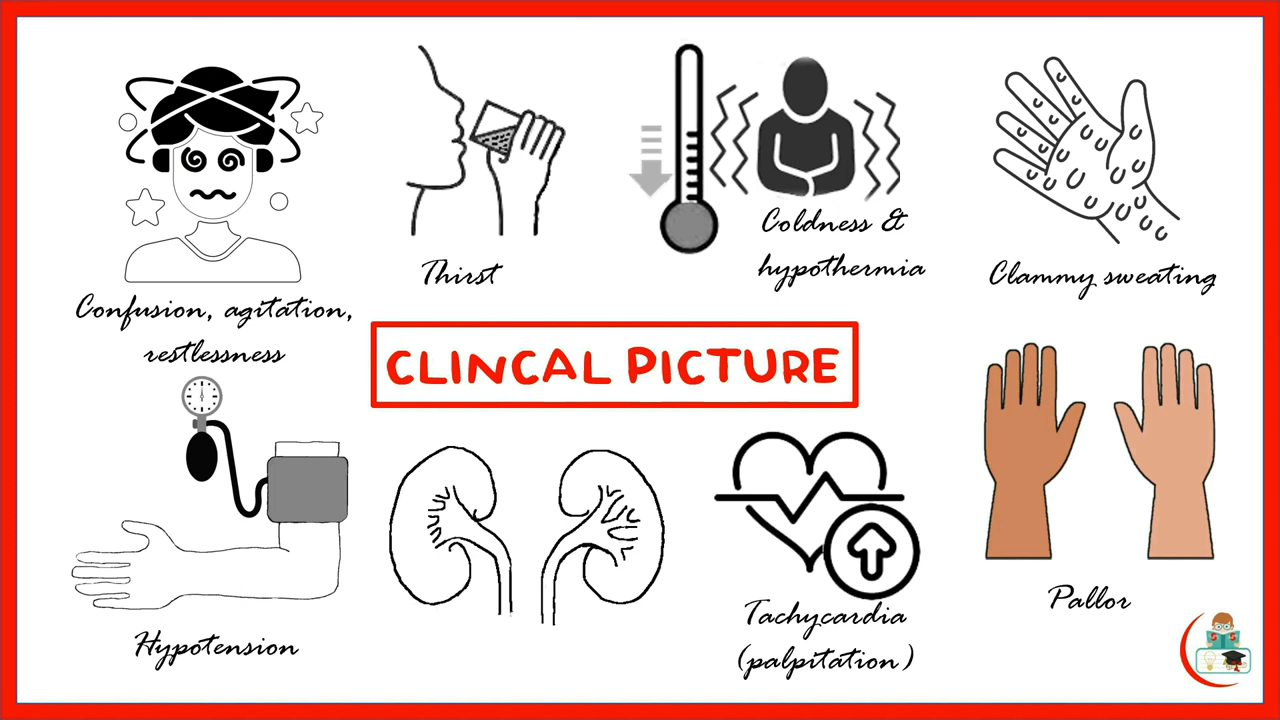 Thirst
Coldness &
hypothermia
Clammy sweating
Confusion, agitation,
restlessness
CLINCAL PICTURE
Hypotension
Tachycardia
(palpitation)
Pallor